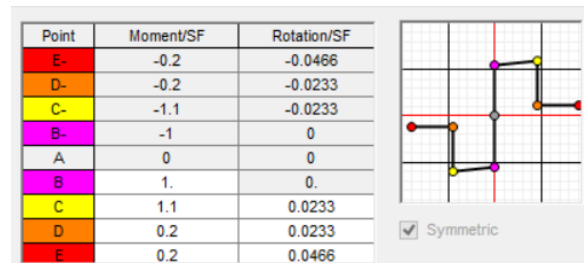 Point Moment/SF Rotation/SF
E- -0.2 -0.0466
D- -0.2 -0.0233
C- -1.1 -0.0233
B- -1 0
A 0 0
B 1. 0.
C 1.1 0.0233
D 0.2 0.0233
E 0.2 0.0466
Symmetric